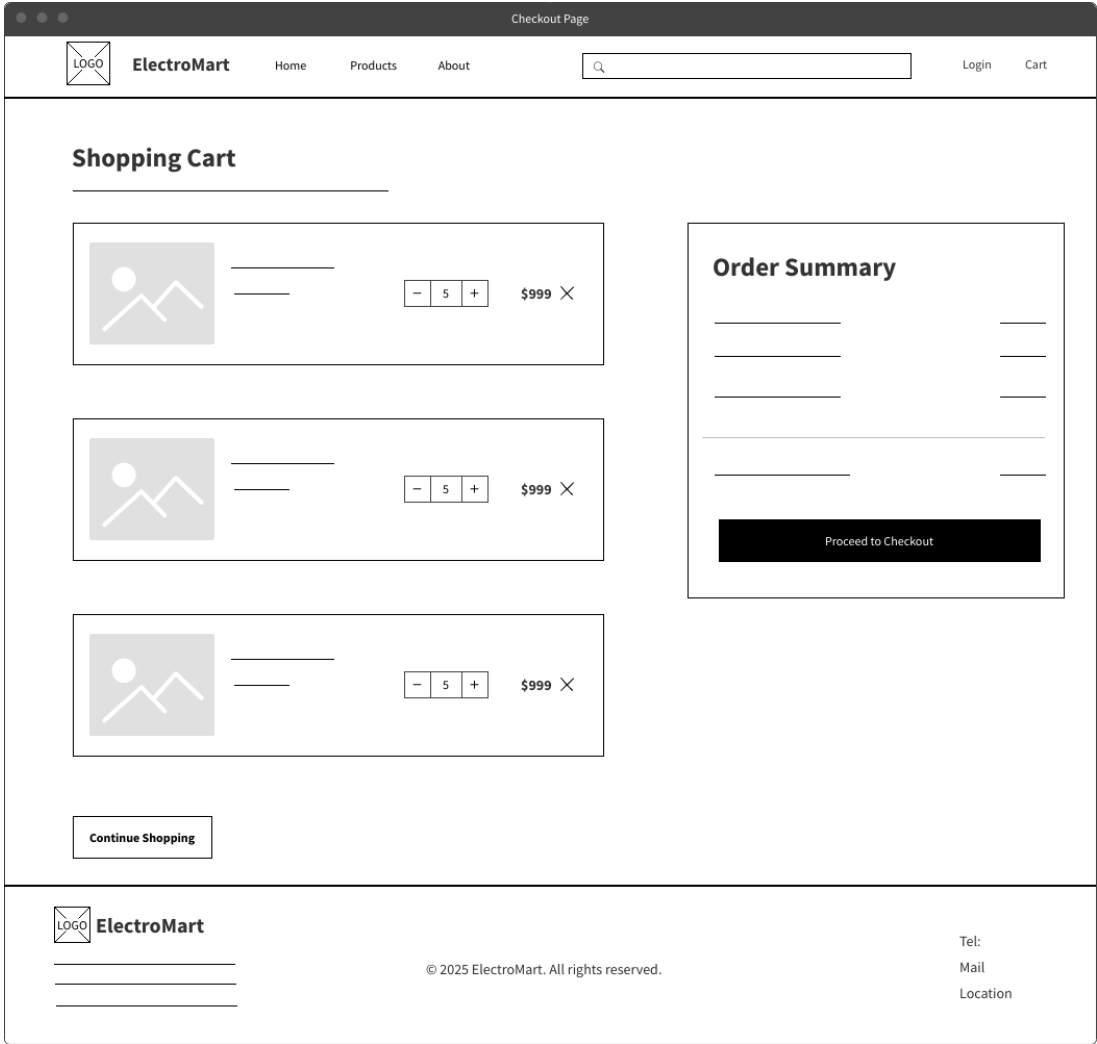 Checkout Page
LOGO ElectroMart Home Products About Login Cart
Shopping Cart
− 5 + $999
− 5 + $999
− 5 + $999
Order Summary
Proceed to Checkout
Continue Shopping
LOGO ElectroMart
© 2025 ElectroMart. All rights reserved.
Tel:
Mail
Location